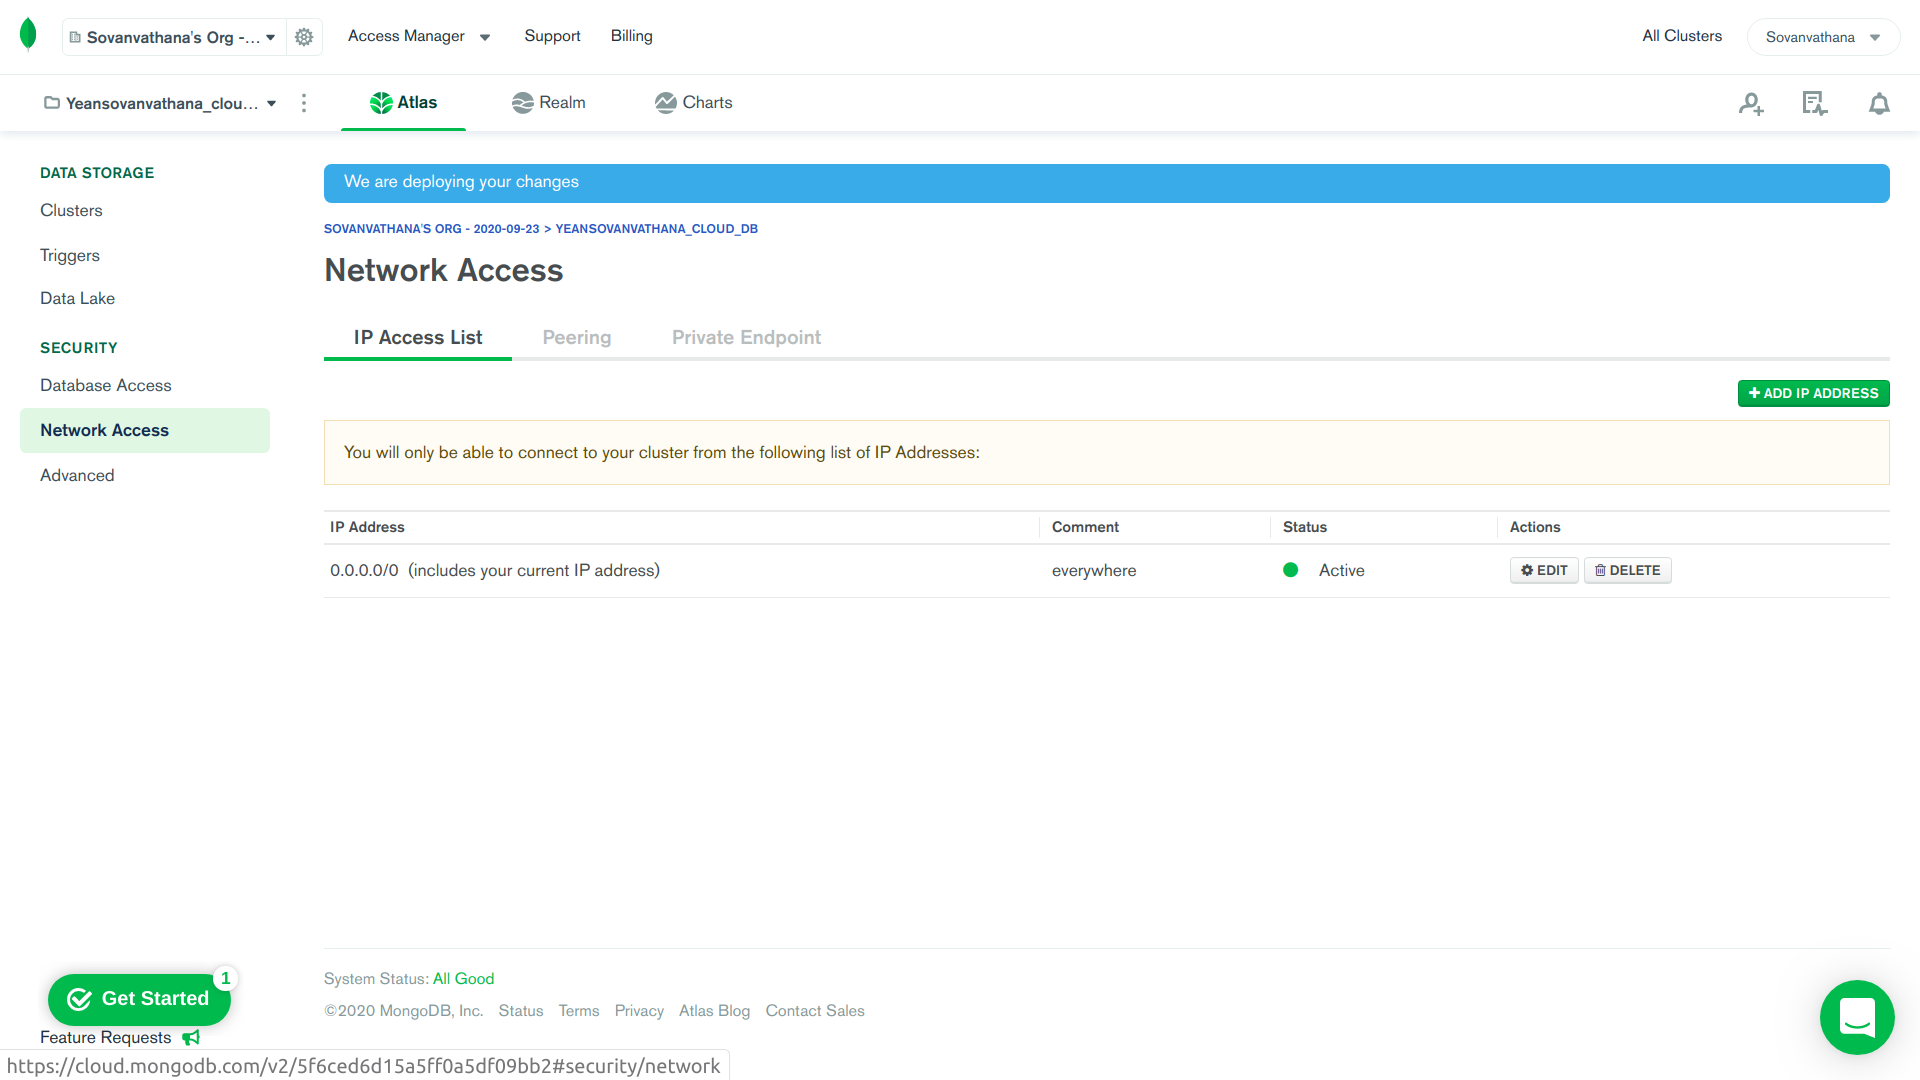 Sovanvathana's Org -...
Access Manager
Support
Billing
All Clusters
Sovanvathana
Yeansovanvathana_clou...
Atlas
Realm
Charts
DATA STORAGE
Clusters
Triggers
Data Lake
SECURITY
Database Access
Network Access
Advanced
We are deploying your changes
SOVANVATHANA'S ORG - 2020-09-23 > YEANSOVANVATHANA_CLOUD_DB
Network Access
IP Access List
Peering
Private Endpoint
ADD IP ADDRESS
You will only be able to connect to your cluster from the following list of IP Addresses:
IP Address Comment Status Actions
0.0.0.0/0 (includes your current IP address) everywhere Active EDIT DELETE
System Status: All Good
©2020 MongoDB, Inc. Status Terms Privacy Atlas Blog Contact Sales
Get Started
1
Feature Requests
https://cloud.mongodb.com/v2/5f6ced6d15a5ff0a5df09bb2#security/network